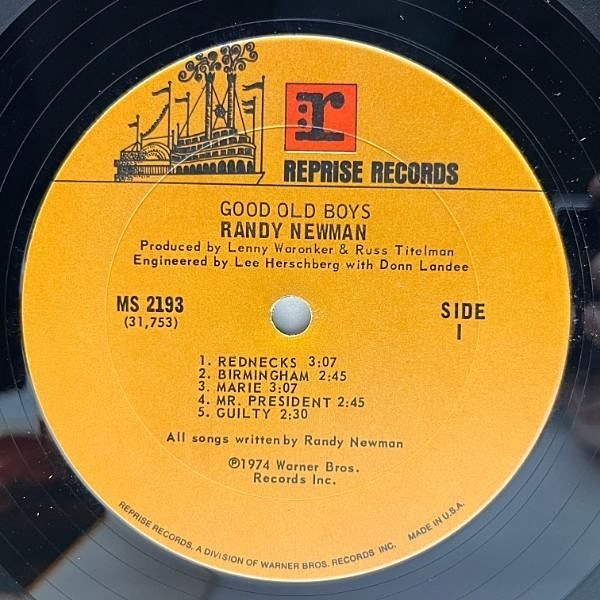 r
REPRISE RECORDS
GOOD OLD BOYS
RANDY NEWMAN
Produced by Lenny Waronker & Russ Titelman
Engineered by Lee Herschberg with Donn Landee
MS 2193
(31,753)
SIDE
1
1. REDNECKS 3:07
2. BIRMINGHAM 2:45
3. MARIE 3:07
4. MR. PRESIDENT 2:45
5. GUILTY 2:30
All songs written by Randy Newman
℗1974 Warner Bros.
Records Inc.
REPRISE RECORDS, A DIVISION OF WARNER BROS. RECORDS INC. MADE IN U.S.A.